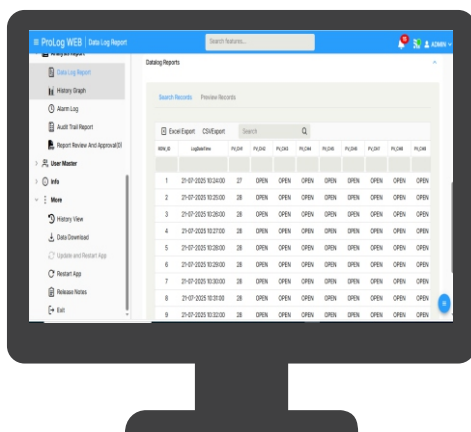 ≡ ProLog WEB | Data Log Report Search features... ADMIN
Analysis Report
Data Log Report
History Graph
Alarm Log
Audit Trail Report
Report Review And Approval(0)
User Master
Info
More
History View
Data Download
Update and Restart App
Restart App
Release Notes
Exit
Datalog Reports
Search Records Preview Records
Excel Export CSVExport Search
ROW_ID LogDateTime PV_CH1 PV_CH2 PV_CH3 PV_CH4 PV_CH5 PV_CH6 PV_CH7 PV_CH8
1 21-07-2025 10:24:00 27 OPEN OPEN OPEN OPEN OPEN OPEN OPEN OPEN
2 21-07-2025 10:25:00 28 OPEN OPEN OPEN OPEN OPEN OPEN OPEN OPEN
3 21-07-2025 10:26:00 28 OPEN OPEN OPEN OPEN OPEN OPEN OPEN OPEN
4 21-07-2025 10:27:00 28 OPEN OPEN OPEN OPEN OPEN OPEN OPEN OPEN
5 21-07-2025 10:28:00 28 OPEN OPEN OPEN OPEN OPEN OPEN OPEN OPEN
6 21-07-2025 10:29:00 28 OPEN OPEN OPEN OPEN OPEN OPEN OPEN OPEN
7 21-07-2025 10:30:00 28 OPEN OPEN OPEN OPEN OPEN OPEN OPEN OPEN
8 21-07-2025 10:31:00 28 OPEN OPEN OPEN OPEN OPEN OPEN OPEN OPEN
9 21-07-2025 10:32:00 28 OPEN OPEN OPEN OPEN OPEN OPEN OPEN OPEN